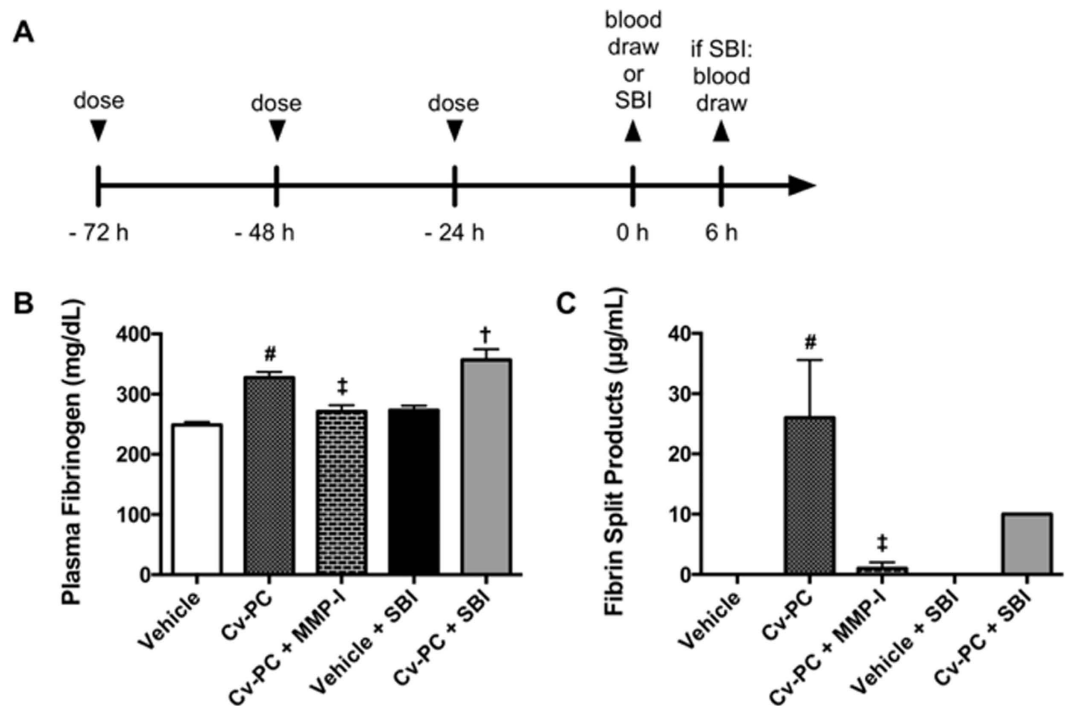 A
dose
dose
dose
blood
draw
or
SBI
if SBI:
blood
draw
- 72 h
- 48 h
- 24 h
0 h
6 h
B
Plasma Fibrinogen (mg/dL)
400
300
200
100
0
#
‡
†
Vehicle
Cv-PC
Cv-PC + MMP-I
Vehicle + SBI
Cv-PC + SBI
C
Fibrin Split Products (µg/mL)
40
30
20
10
0
#
‡
Vehicle
Cv-PC
Cv-PC + MMP-I
Vehicle + SBI
Cv-PC + SBI